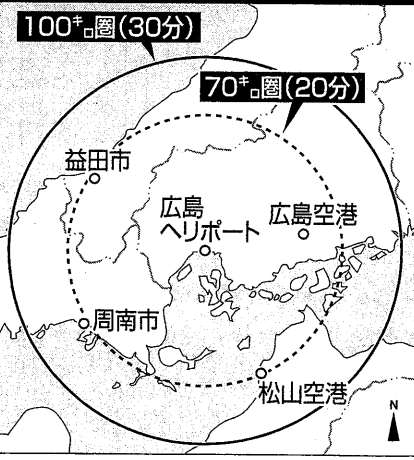 100㌔圏(30分)
70㌔圏(20分)
益田市
広島
ヘリポート
広島空港
周南市
松山空港
N